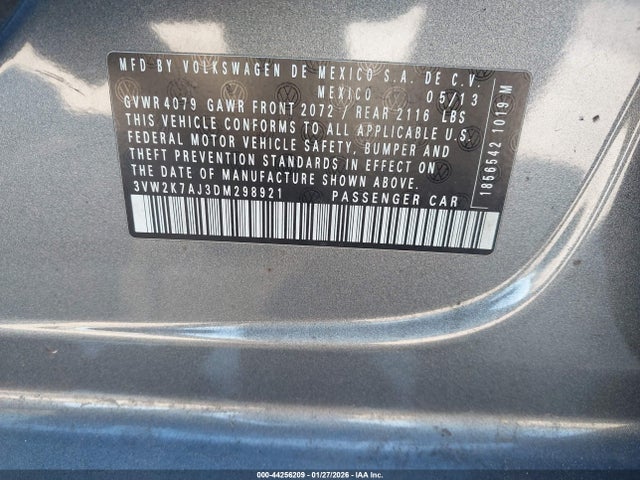 MFD BY VOLKSWAGEN DE MEXICO S.A. DE C.V.
MEXICO 05/13
GVWR 4079 GAWR FRONT 2072 / REAR 2116 LBS
THIS VEHICLE CONFORMS TO ALL APPLICABLE U.S.
FEDERAL MOTOR VEHICLE SAFETY, BUMPER AND
THEFT PREVENTION STANDARDS IN EFFECT ON
THE DATE OF MANUFACTURE SHOWN ABOVE.
3VW2K7AJ3DM298921 PASSENGER CAR
1856542 1019 M
000-44256209 - 01/27/2026 - IAA Corp.